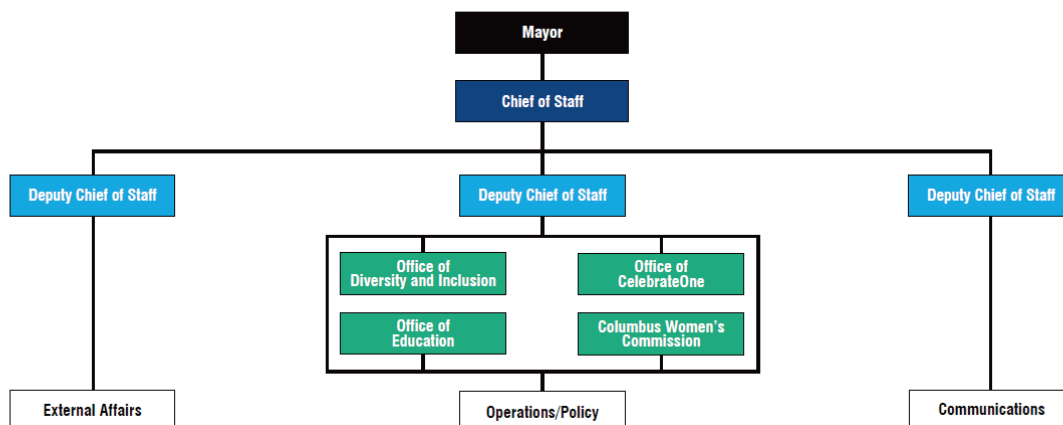 Mayor
Chief of Staff
Deputy Chief of Staff
Deputy Chief of Staff
Deputy Chief of Staff
Office of
Diversity and Inclusion
Office of
CelebrateOne
Office of
Education
Columbus Women's
Commission
External Affairs
Operations/Policy
Communications